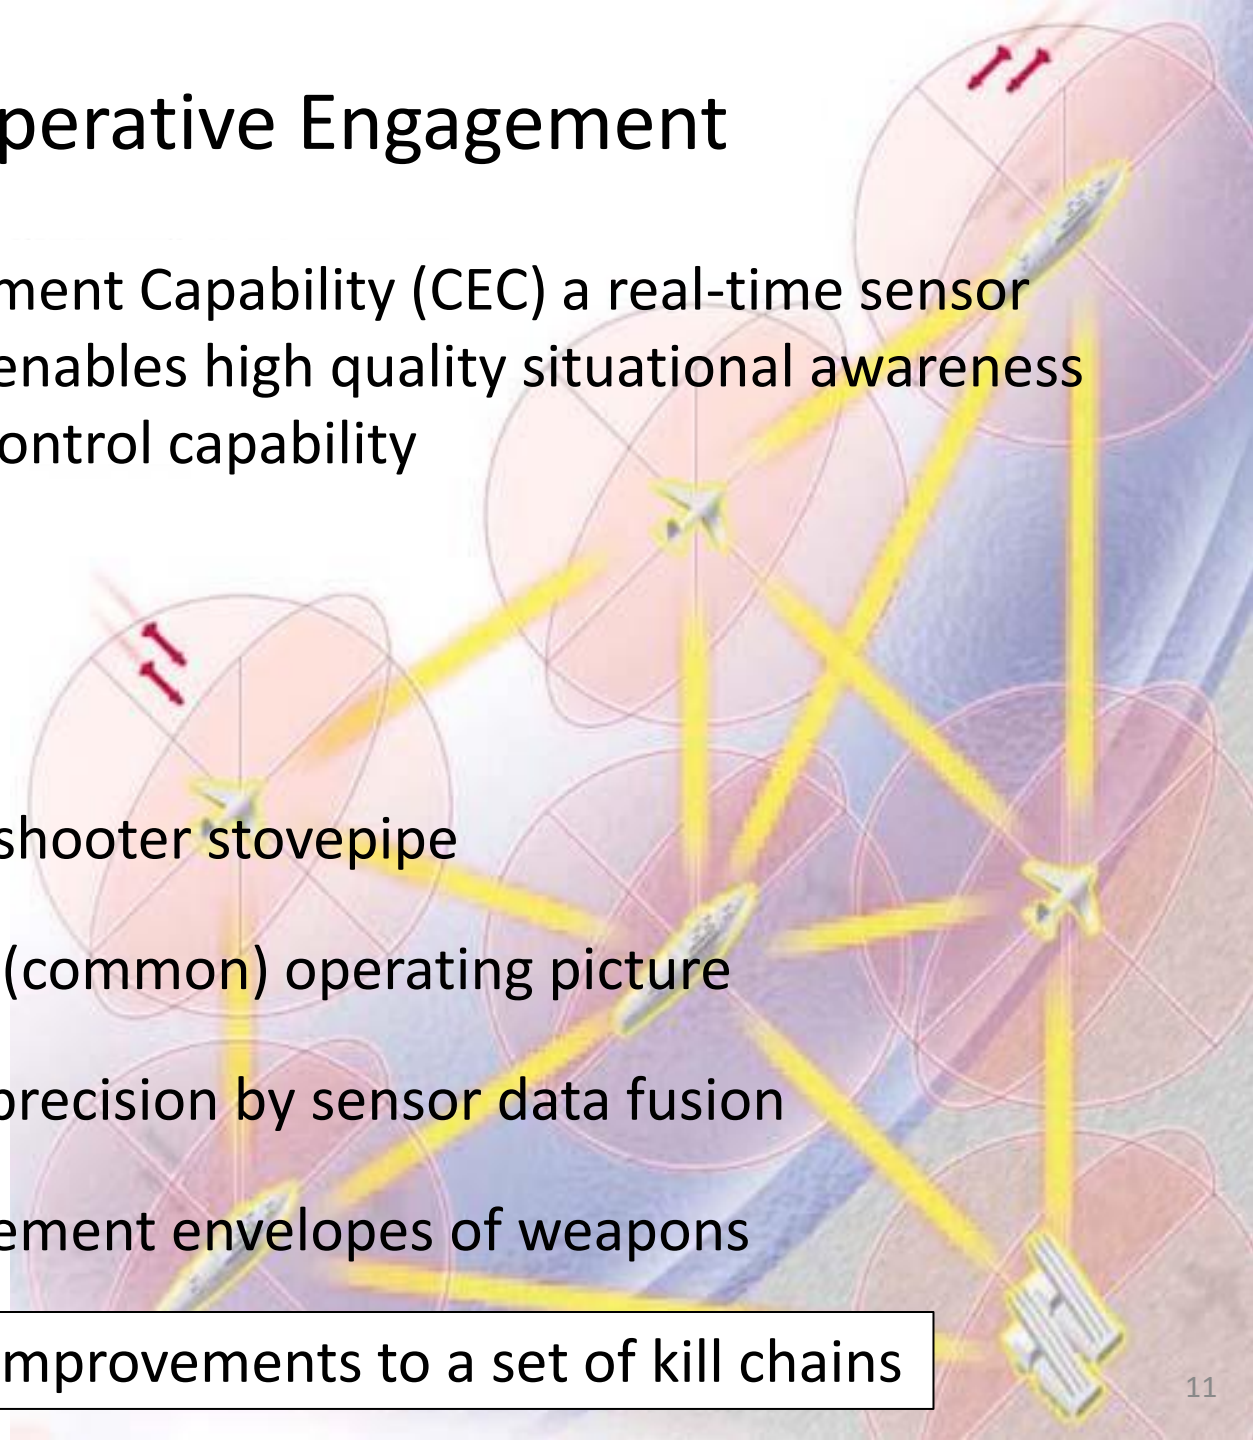 perative Engagement
ment Capability (CEC) a real-time sensor
enables high quality situational awareness
ontrol capability
shooter stovepipe
(common) operating picture
precision by sensor data fusion
ement envelopes of weapons
mprovements to a set of kill chains
11